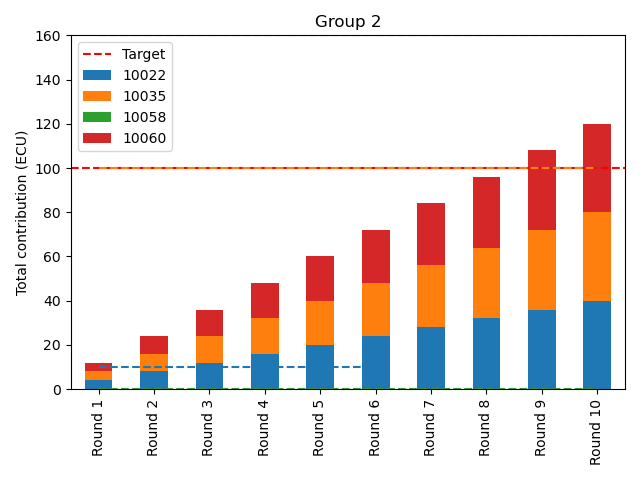 Group 2
Total contribution (ECU)
160
140
120
100
80
60
40
20
0
Target
10022
10035
10058
10060
Round 1
Round 2
Round 3
Round 4
Round 5
Round 6
Round 7
Round 8
Round 9
Round 10